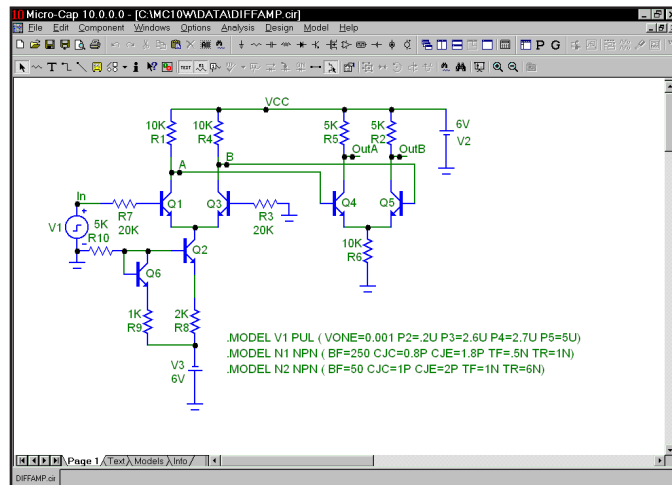 10 Micro-Cap 10.0.0.0 - [C:\MC10W\DATA\DIFFAMP.cir]
File Edit Component Windows Options Analysis Design Model Help
VCC
10K
R1
10K
R4
5K
R5
5K
R2
6V
V2
OutA
OutB
A
B
In
R7
20K
Q1
Q3
R3
20K
Q4
Q5
V1
5K
R10
Q2
10K
R6
Q6
1K
R9
2K
R8
.MODEL V1 PUL ( VONE=0.001 P2=.2U P3=2.6U P4=2.7U P5=5U)
.MODEL N1 NPN ( BF=250 CJC=0.8P CJE=1.8P TF=.5N TR=1N)
.MODEL N2 NPN ( BF=50 CJC=1P CJE=2P TF=1N TR=6N)
V3
6V
Page 1 Text Models Info
DIFFAMP.cir